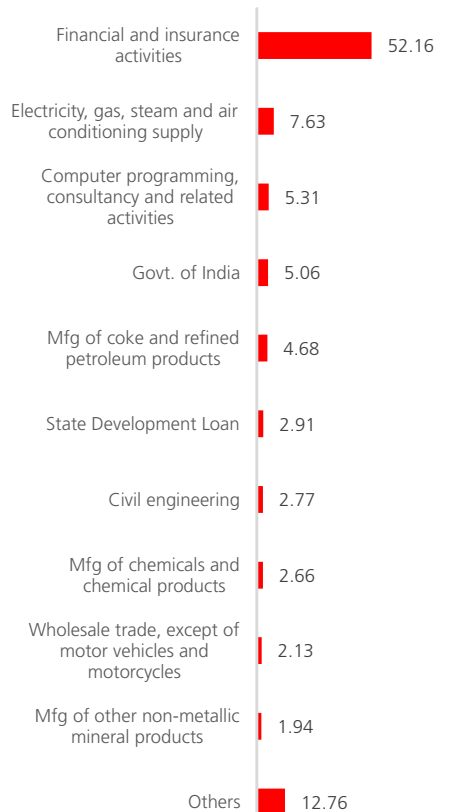 Financial and insurance
activities
52.16
Electricity, gas, steam and air
conditioning supply
7.63
Computer programming,
consultancy and related
activities
5.31
Govt. of India
5.06
Mfg of coke and refined
petroleum products
4.68
State Development Loan
2.91
Civil engineering
2.77
Mfg of chemicals and
chemical products
2.66
Wholesale trade, except of
motor vehicles and
motorcycles
2.13
Mfg of other non-metallic
mineral products
1.94
Others
12.76